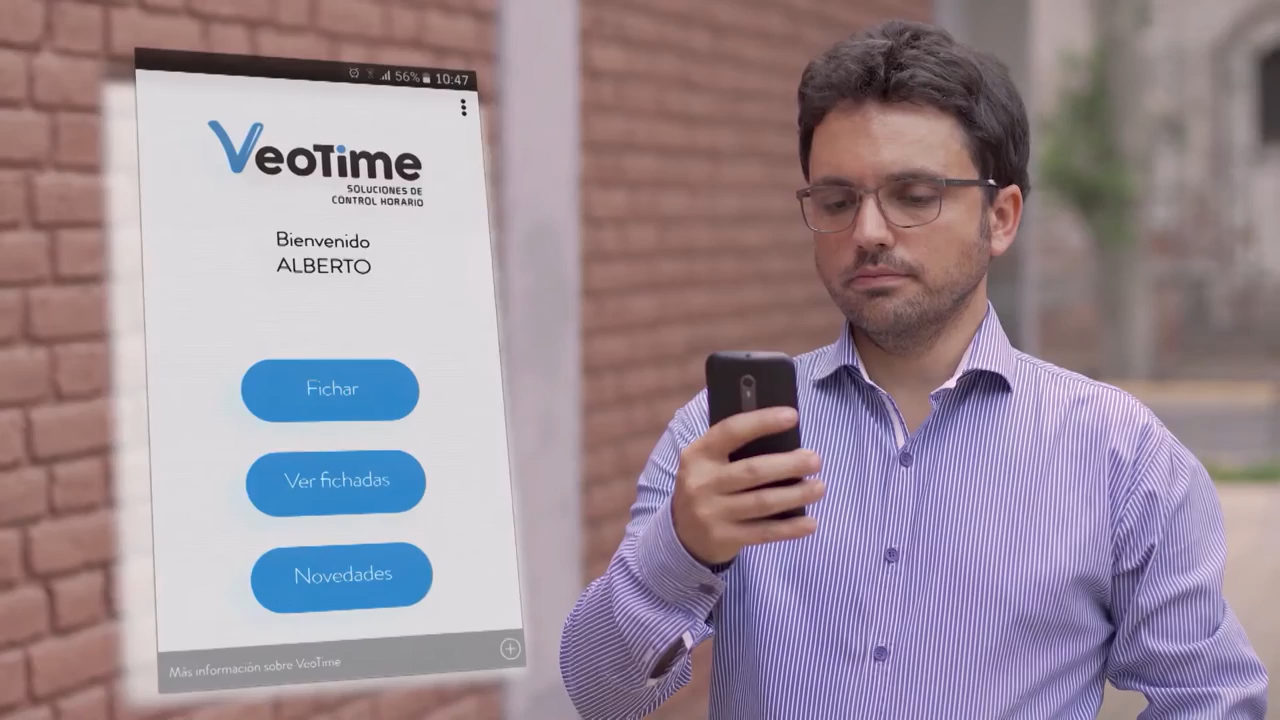 56% 10:47
VeoTime
SOLUCIONES DE
CONTROL HORARIO
Bienvenido
ALBERTO
Fichar
Ver fichadas
Novedades
Más información sobre VeoTime